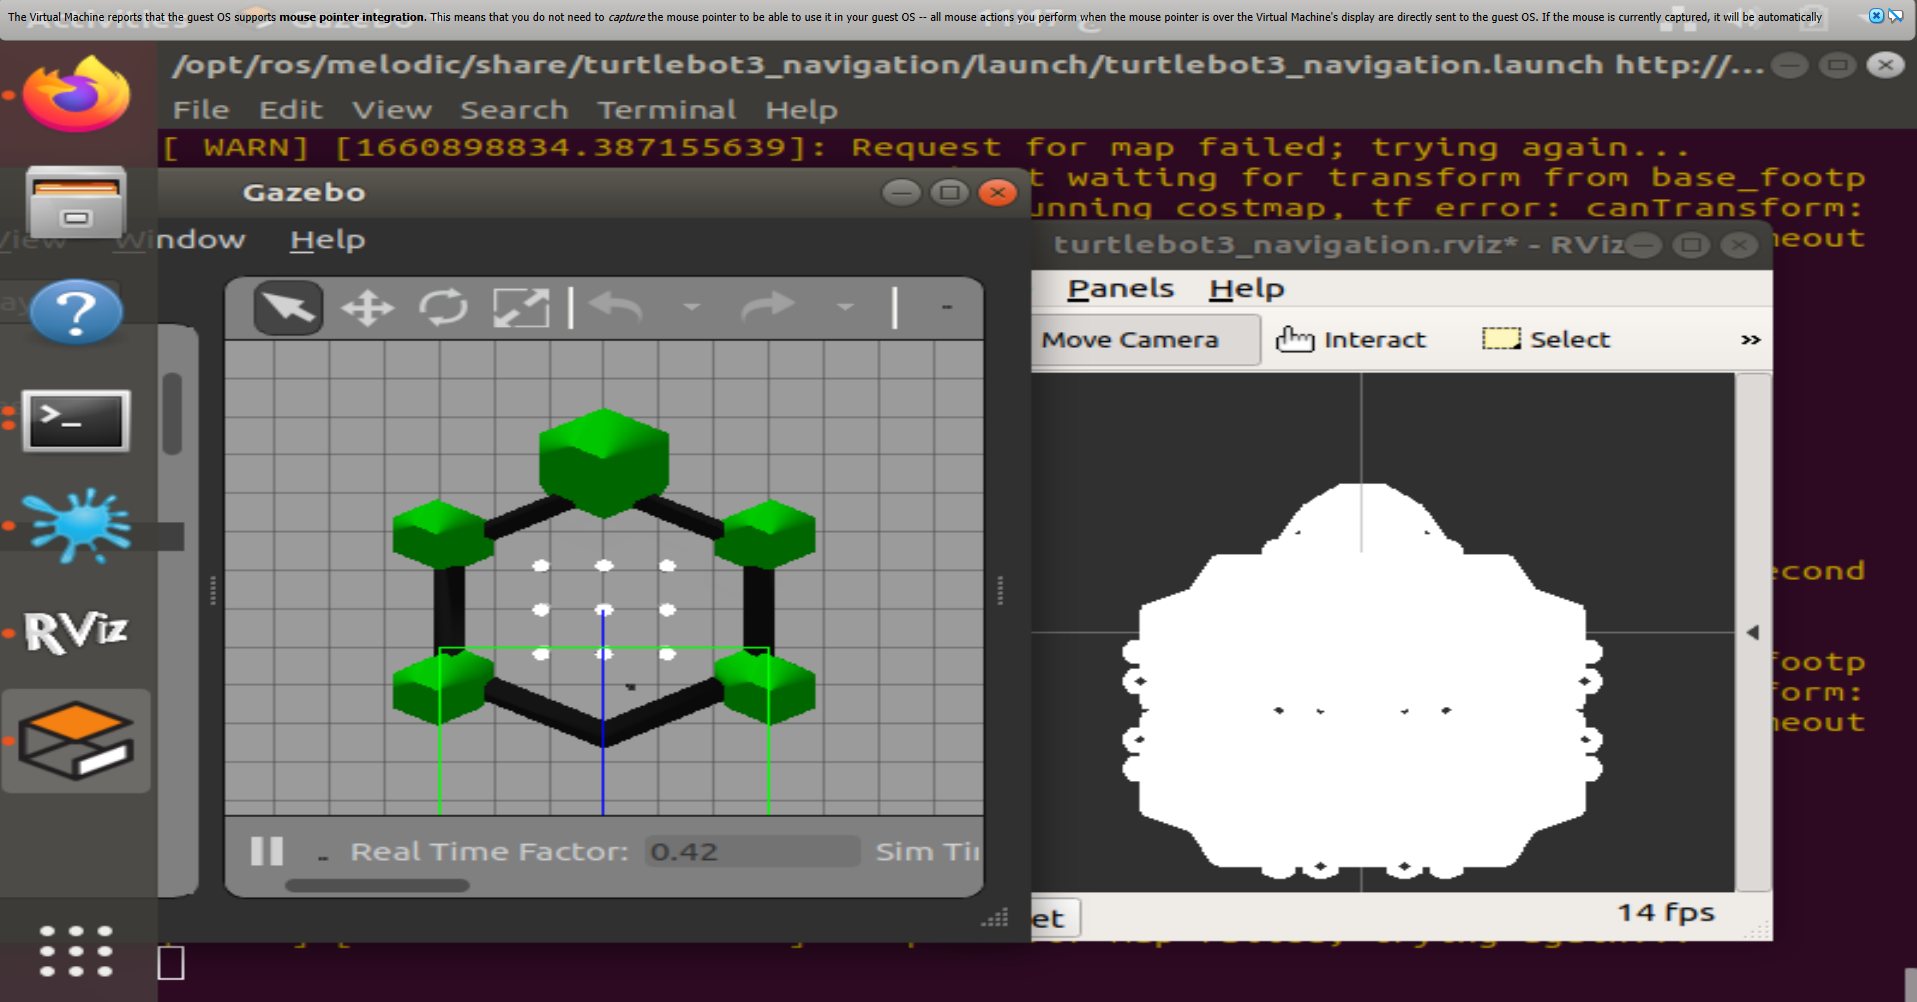 The Virtual Machine reports that the guest OS supports mouse pointer integration. This means that you do not need to capture the mouse pointer to be able to use it in your guest OS -- all mouse actions you perform when the mouse pointer is over the Virtual Machine's display are directly sent to the guest OS. If the mouse is currently captured, it will be automatically
/opt/ros/melodic/share/turtlebot3_navigation/launch/turtlebot3_navigation.launch http://...
File Edit View Search Terminal Help
[ WARN] [1660898834.387155639]: Request for map failed; trying again...
t waiting for transform from base_footp
unning costmap, tf error: canTransform:
meout
Gazebo
View Window Help
turtlebot3_navigation.rviz* - RViz
Panels Help
Move Camera Interact Select »
>_
RViz
econd
footp
form:
meout
Real Time Factor: 0.42 Sim Ti
et
14 fps